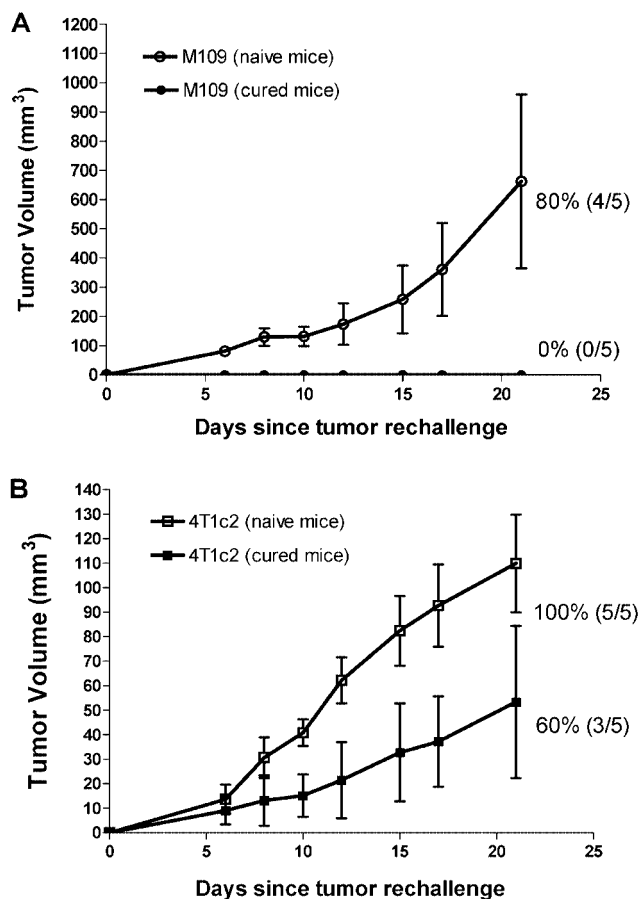 A
Tumor Volume (mm³)
1200
1100
1000
900
800
700
600
500
400
300
200
100
0
M109 (naive mice)
M109 (cured mice)
80% (4/5)
0% (0/5)
0 5 10 15 20 25
Days since tumor rechallenge
B
Tumor Volume (mm³)
140
130
120
110
100
90
80
70
60
50
40
30
20
10
0
4T1c2 (naive mice)
4T1c2 (cured mice)
100% (5/5)
60% (3/5)
0 5 10 15 20 25
Days since tumor rechallenge